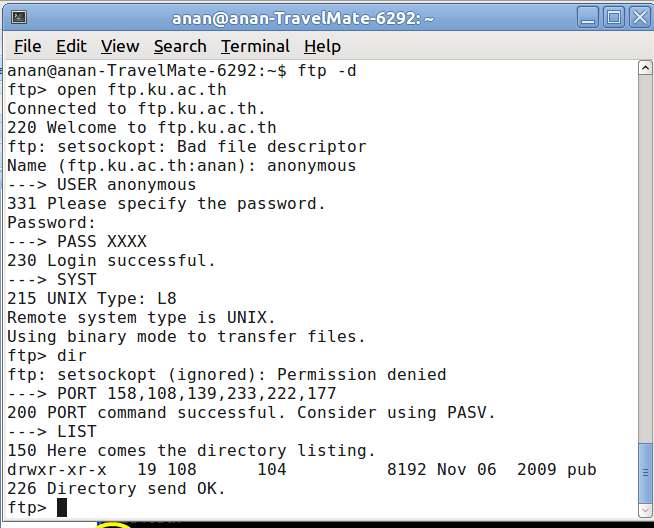 anan@anan-TravelMate-6292: ~
File Edit View Search Terminal Help
anan@anan-TravelMate-6292:~$ ftp -d
ftp> open ftp.ku.ac.th
Connected to ftp.ku.ac.th.
220 Welcome to ftp.ku.ac.th
ftp: setsockopt: Bad file descriptor
Name (ftp.ku.ac.th:anan): anonymous
---> USER anonymous
331 Please specify the password.
Password:
---> PASS XXXX
230 Login successful.
---> SYST
215 UNIX Type: L8
Remote system type is UNIX.
Using binary mode to transfer files.
ftp> dir
ftp: setsockopt (ignored): Permission denied
---> PORT 158,108,139,233,222,177
200 PORT command successful. Consider using PASV.
---> LIST
150 Here comes the directory listing.
drwxr-xr-x   19 108      104          8192 Nov 06  2009 pub
226 Directory send OK.
ftp>